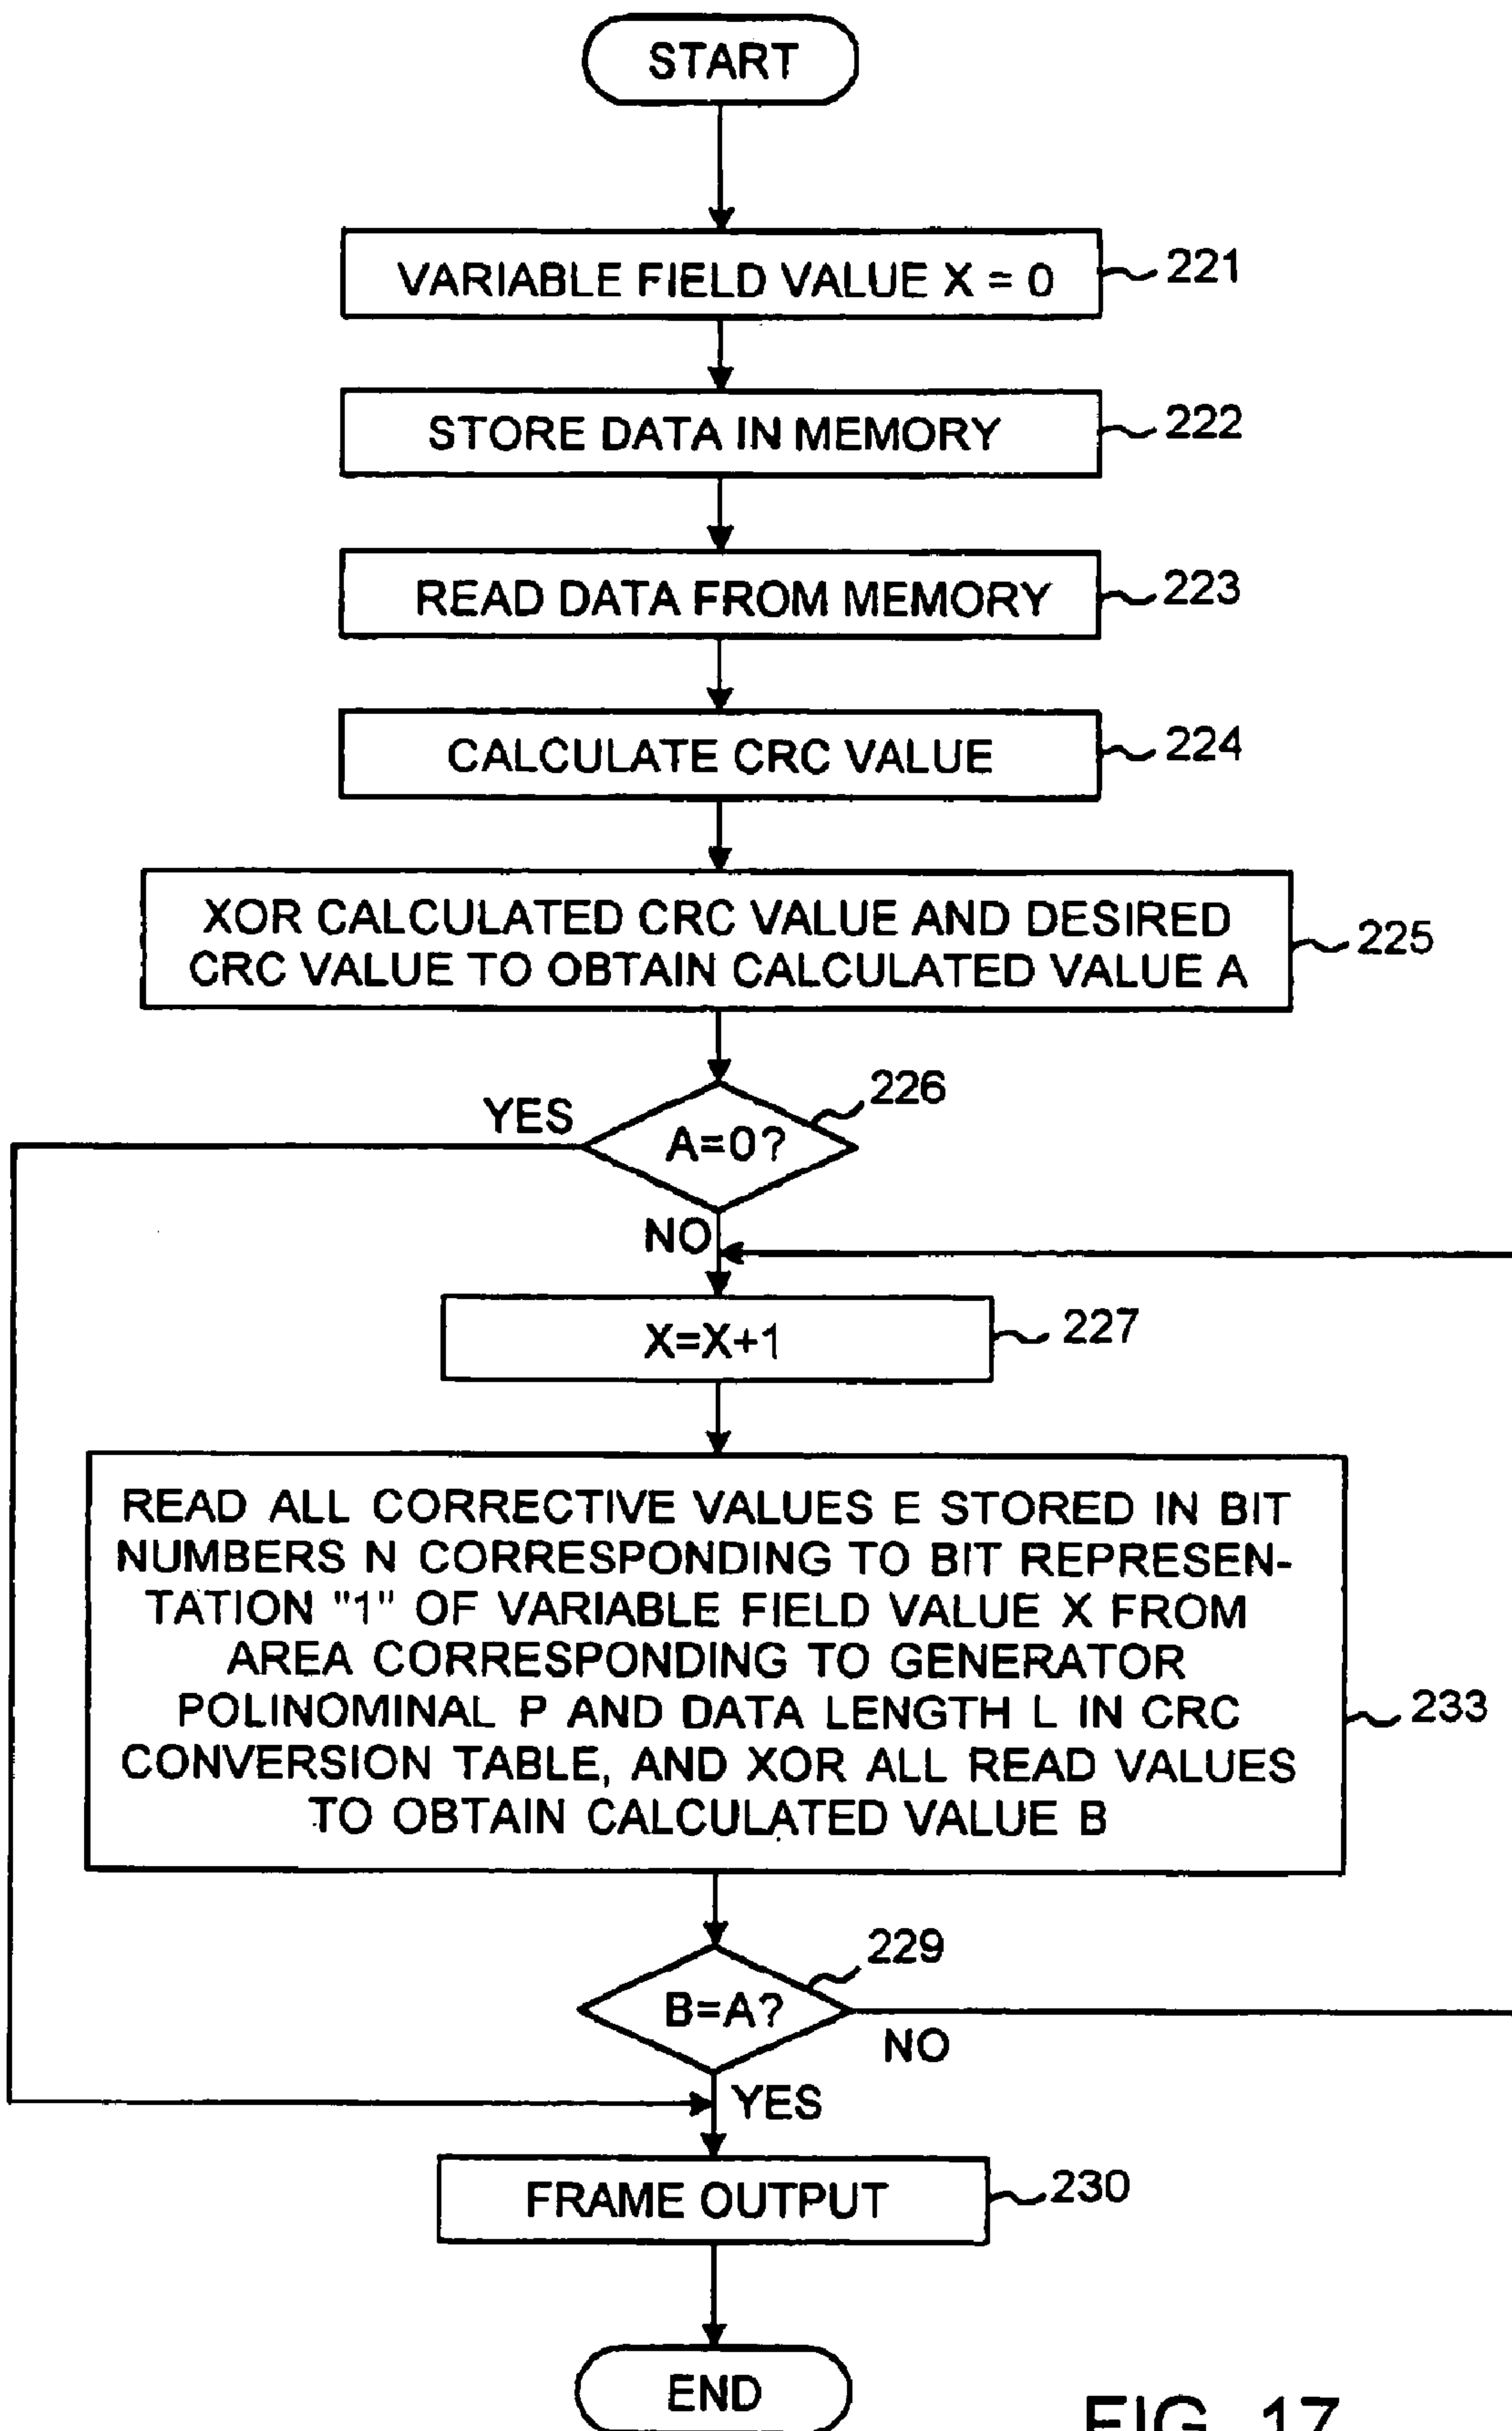 START
VARIABLE FIELD VALUE X = 0
221
STORE DATA IN MEMORY
222
READ DATA FROM MEMORY
223
CALCULATE CRC VALUE
224
XOR CALCULATED CRC VALUE AND DESIRED
CRC VALUE TO OBTAIN CALCULATED VALUE A
225
226
YES
A=0?
NO
X=X+1
227
READ ALL CORRECTIVE VALUES E STORED IN BIT
NUMBERS N CORRESPONDING TO BIT REPRESEN-
TATION "1" OF VARIABLE FIELD VALUE X FROM
AREA CORRESPONDING TO GENERATOR
POLINOMINAL P AND DATA LENGTH L IN CRC
CONVERSION TABLE, AND XOR ALL READ VALUES
TO OBTAIN CALCULATED VALUE B
233
229
B=A?
NO
YES
FRAME OUTPUT
230
END
FIG. 17